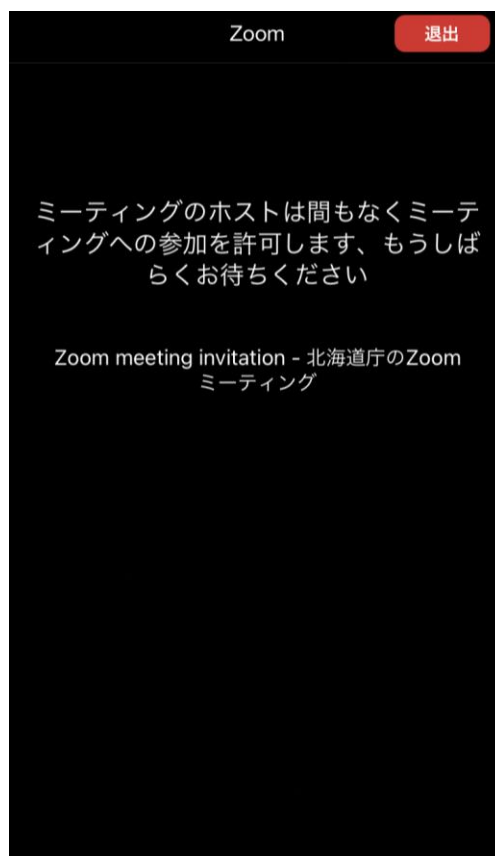 Zoom
退出
ミーティングのホストは間もなくミーテ
ィングへの参加を許可します、もうしば
らくお待ちください
Zoom meeting invitation - 北海道庁のZoom
ミーティング